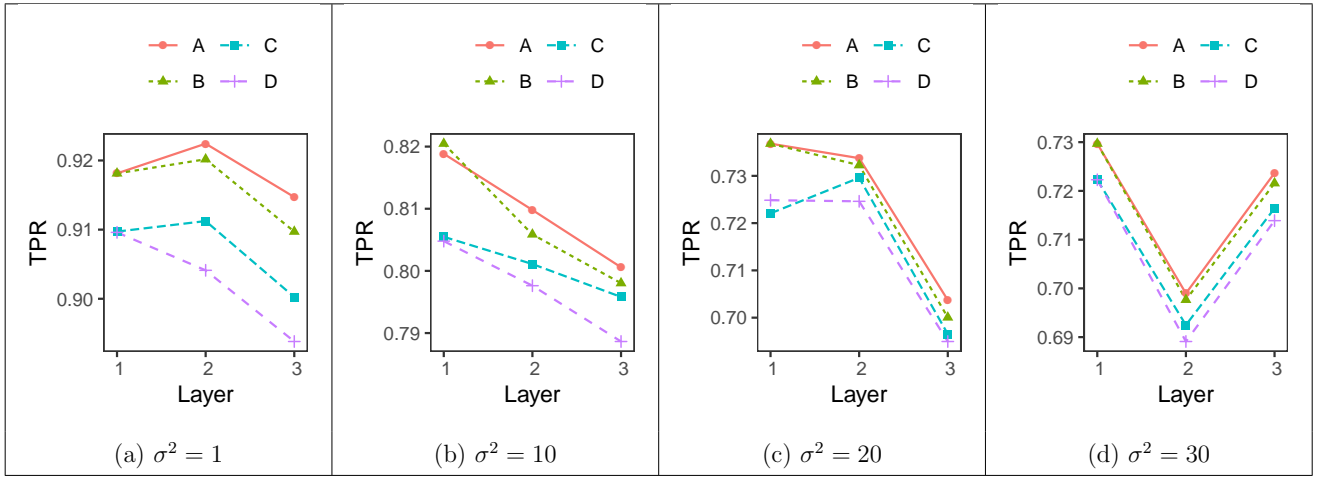 A C
B D
0.92
0.91
0.90
TPR
1 2 3
Layer
(a) σ² = 1
A C
B D
0.82
0.81
0.80
0.79
TPR
1 2 3
Layer
(b) σ² = 10
A C
B D
0.73
0.72
0.71
0.70
TPR
1 2 3
Layer
(c) σ² = 20
A C
B D
0.73
0.72
0.71
0.70
0.69
TPR
1 2 3
Layer
(d) σ² = 30